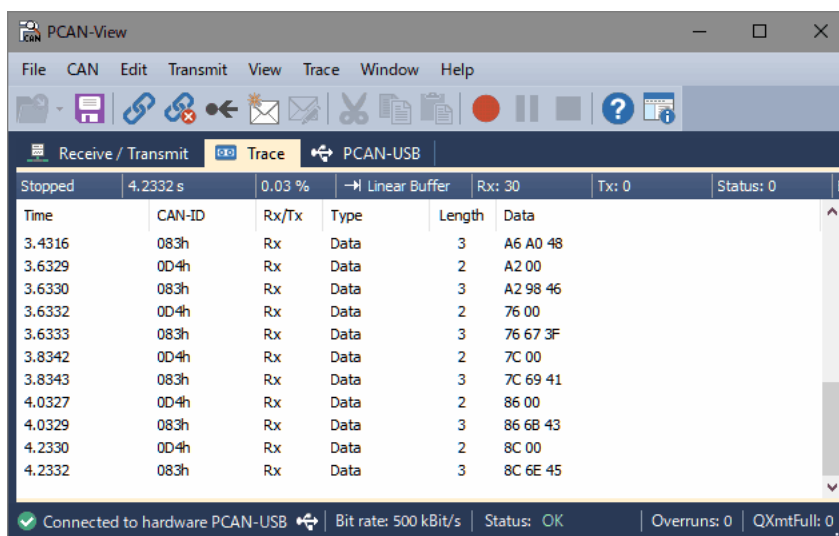 CAN PCAN-View
File CAN Edit Transmit View Trace Window Help
Receive / Transmit Trace PCAN-USB
Stopped 4.2332 s 0.03 % Linear Buffer Rx: 30 Tx: 0 Status: 0
Time CAN-ID Rx/Tx Type Length Data
3.4316 083h Rx Data 3 A6 A0 48
3.6329 0D4h Rx Data 2 A2 00
3.6330 083h Rx Data 3 A2 98 46
3.6332 0D4h Rx Data 2 76 00
3.6333 083h Rx Data 3 76 67 3F
3.8342 0D4h Rx Data 2 7C 00
3.8343 083h Rx Data 3 7C 69 41
4.0327 0D4h Rx Data 2 86 00
4.0329 083h Rx Data 3 86 6B 43
4.2330 0D4h Rx Data 2 8C 00
4.2332 083h Rx Data 3 8C 6E 45
Connected to hardware PCAN-USB Bit rate: 500 kBit/s Status: OK Overruns: 0 QXmtFull: 0